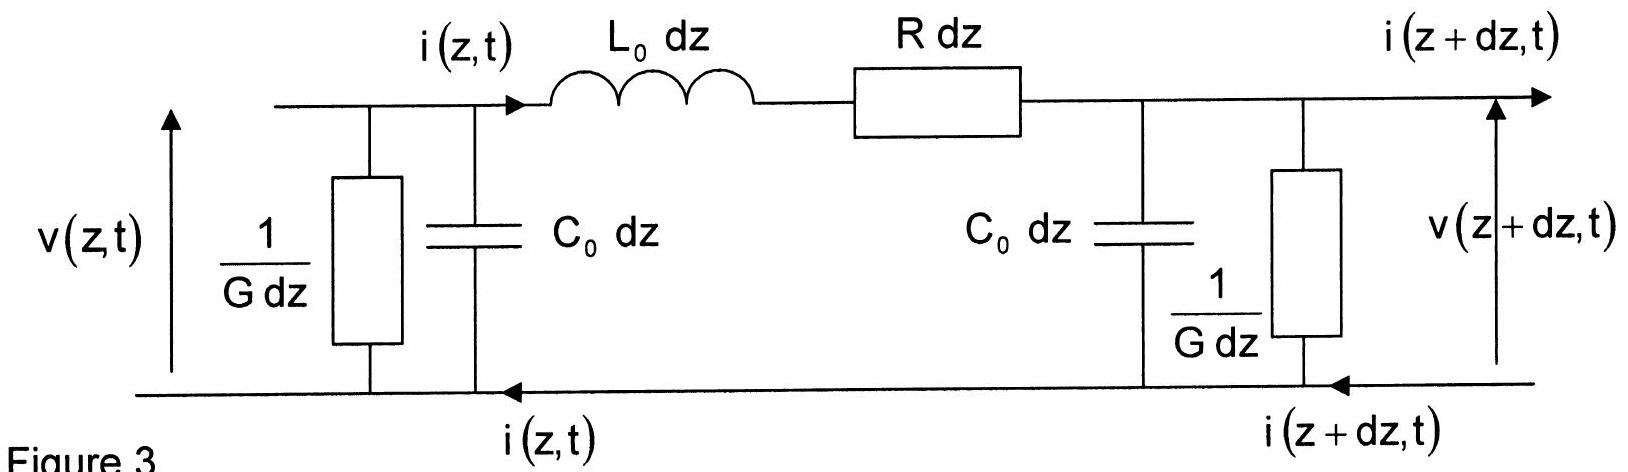 i(z,t)
L₀ dz
R dz
i(z + dz,t)
v(z,t)
1
G dz
C₀ dz
C₀ dz
1
G dz
v(z + dz,t)
i(z,t)
i(z + dz,t)
Figure 3